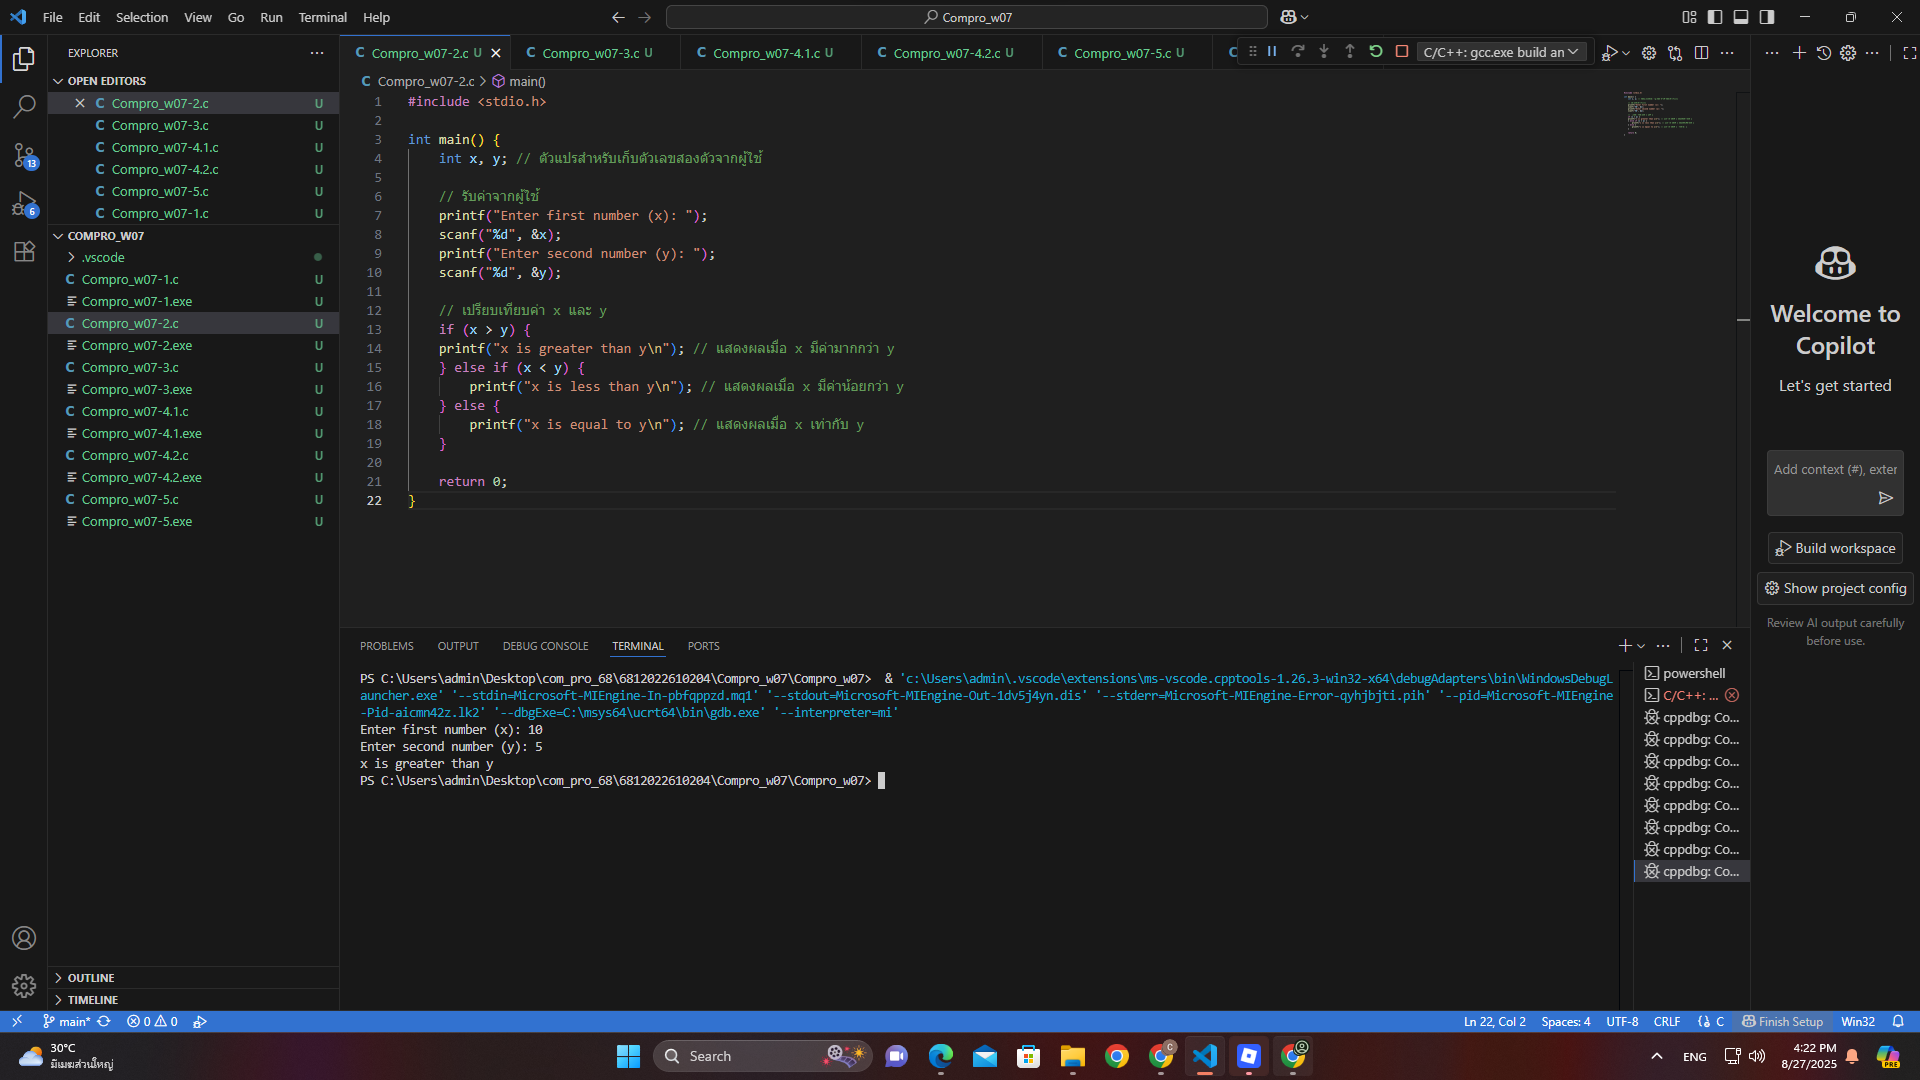 File Edit Selection View Go Run Terminal Help
Compro_w07
EXPLORER
OPEN EDITORS
Compro_w07-2.c U
Compro_w07-3.c U
Compro_w07-4.1.c U
Compro_w07-4.2.c U
Compro_w07-5.c U
Compro_w07-1.c U
COMPRO_W07
.vscode
Compro_w07-1.c U
Compro_w07-1.exe U
Compro_w07-2.c U
Compro_w07-2.exe U
Compro_w07-3.c U
Compro_w07-3.exe U
Compro_w07-4.1.c U
Compro_w07-4.1.exe U
Compro_w07-4.2.c U
Compro_w07-4.2.exe U
Compro_w07-5.c U
Compro_w07-5.exe U
OUTLINE
TIMELINE
13
6
Compro_w07-2.c U Compro_w07-3.c U Compro_w07-4.1.c U Compro_w07-4.2.c U Compro_w07-5.c U
C/C++: gcc.exe build an
Compro_w07-2.c > main()
1 #include <stdio.h>
2
3 int main() {
4 int x, y; // ตัวแปรสำหรับเก็บตัวเลขสองตัวจากผู้ใช้
5
6 // รับค่าจากผู้ใช้
7 printf("Enter first number (x): ");
8 scanf("%d", &x);
9 printf("Enter second number (y): ");
10 scanf("%d", &y);
11
12 // เปรียบเทียบค่า x และ y
13 if (x > y) {
14 printf("x is greater than y\n"); // แสดงผลเมื่อ x มีค่ามากกว่า y
15 } else if (x < y) {
16 printf("x is less than y\n"); // แสดงผลเมื่อ x มีค่าน้อยกว่า y
17 } else {
18 printf("x is equal to y\n"); // แสดงผลเมื่อ x เท่ากับ y
19 }
20
21 return 0;
22 }
PROBLEMS OUTPUT DEBUG CONSOLE TERMINAL PORTS
PS C:\Users\admin\Desktop\com_pro_68\6812022610204\Compro_w07\Compro_w07> & 'c:\Users\admin\.vscode\extensions\ms-vscode.cpptools-1.26.3-win32-x64\debugAdapters\bin\WindowsDebugL
auncher.exe' '--stdin=Microsoft-MIEngine-In-pbfqppzd.mq1' '--stdout=Microsoft-MIEngine-Out-1dv5j4yn.dis' '--stderr=Microsoft-MIEngine-Error-qyhjbjti.pih' '--pid=Microsoft-MIEngine
-Pid-aicmn42z.lk2' '--dbgExe=C:\msys64\ucrt64\bin\gdb.exe' '--interpreter=mi'
Enter first number (x): 10
Enter second number (y): 5
x is greater than y
PS C:\Users\admin\Desktop\com_pro_68\6812022610204\Compro_w07\Compro_w07>
powershell
C/C++: ...
cppdbg: Co...
cppdbg: Co...
cppdbg: Co...
cppdbg: Co...
cppdbg: Co...
cppdbg: Co...
cppdbg: Co...
cppdbg: Co...
Welcome to
Copilot
Let's get started
Add context (#), exter
Build workspace
Show project config
Review AI output carefully
before use.
main* 0 0
Ln 22, Col 2 Spaces: 4 UTF-8 CRLF {} C Finish Setup Win32
30°C
มีเมฆส่วนใหญ่
Search
ENG
4:22 PM
8/27/2025
PRE